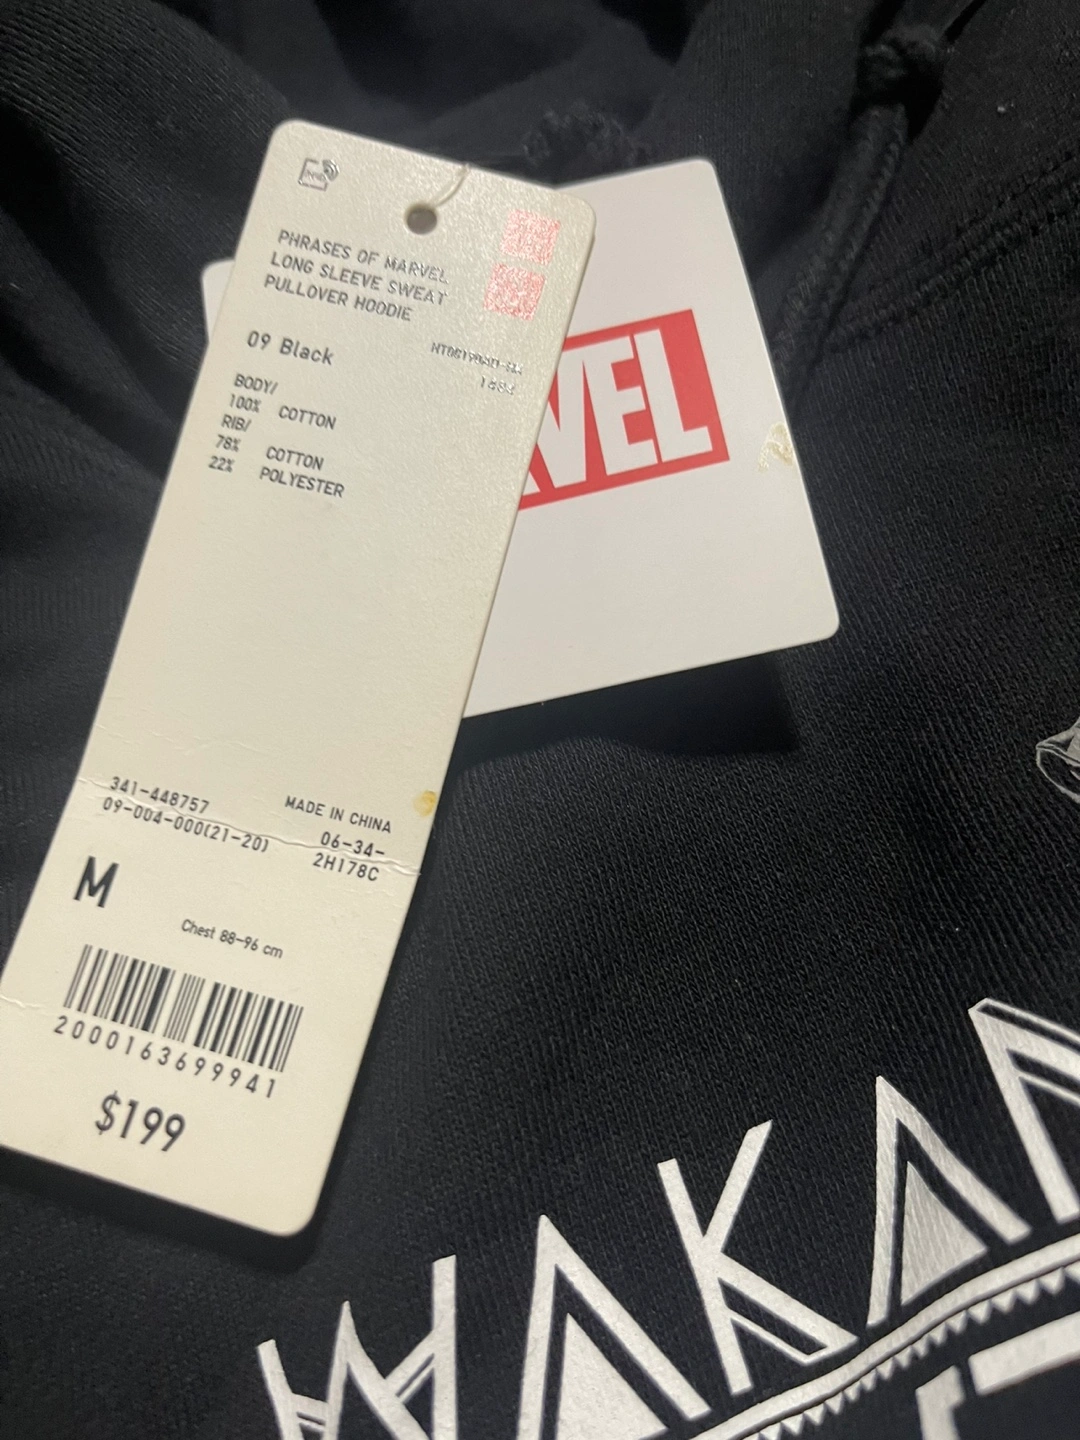 PHRASES OF MARVEL
LONG SLEEVE SWEAT
PULLOVER HOODIE
09 Black
BODY/
100% COTTON
RIB/
78% COTTON
22% POLYESTER
VEL
341-448757
09-004-000(21-20)
MADE IN CHINA
06-34-
2H178C
M
Chest 88-96 cm
2000163699941
$199
WAKAN